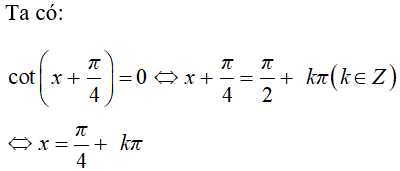 Ta có:
cot(x + π/4) = 0 ⇔ x + π/4 = π/2 + kπ(k ∈ Z)
⇔ x = π/4 + kπ